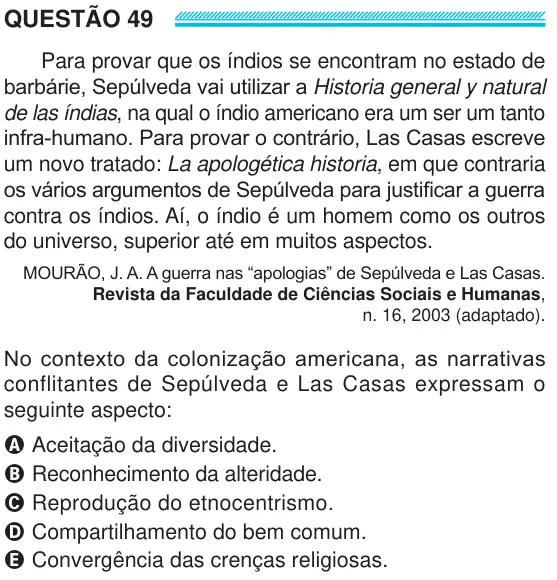 QUESTÃO 49
Para provar que os índios se encontram no estado de
barbárie, Sepúlveda vai utilizar a Historia general y natural
de las índias, na qual o índio americano era um ser um tanto
infra-humano. Para provar o contrário, Las Casas escreve
um novo tratado: La apologética historia, em que contraria
os vários argumentos de Sepúlveda para justificar a guerra
contra os índios. Aí, o índio é um homem como os outros
do universo, superior até em muitos aspectos.
MOURÃO, J. A. A guerra nas “apologias” de Sepúlveda e Las Casas.
Revista da Faculdade de Ciências Sociais e Humanas,
n. 16, 2003 (adaptado).
No contexto da colonização americana, as narrativas
conflitantes de Sepúlveda e Las Casas expressam o
seguinte aspecto:
A Aceitação da diversidade.
B Reconhecimento da alteridade.
C Reprodução do etnocentrismo.
D Compartilhamento do bem comum.
E Convergência das crenças religiosas.